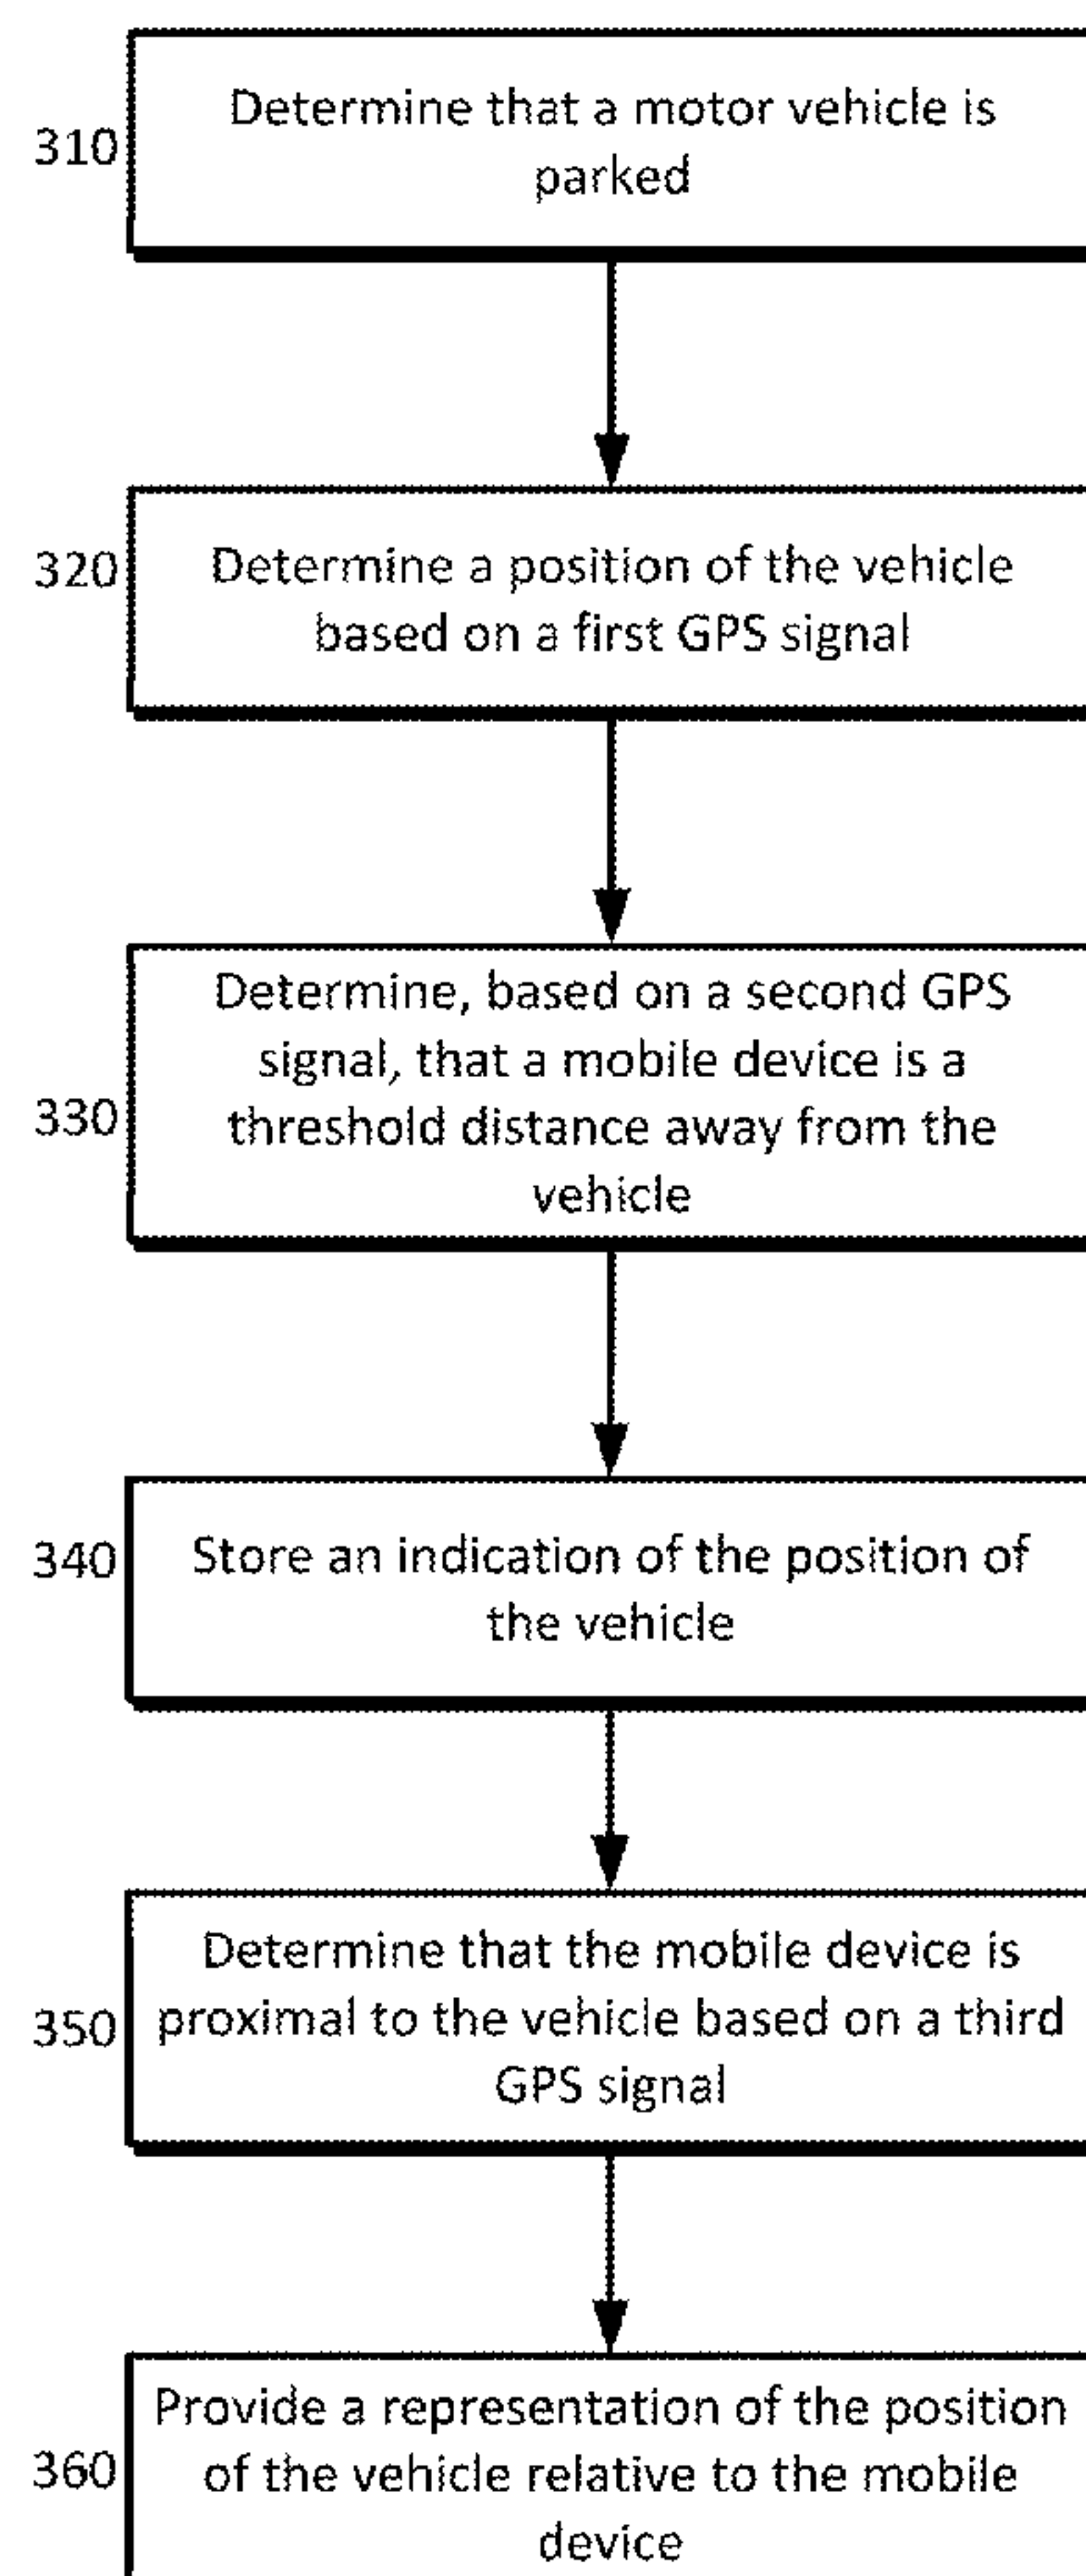 310
Determine that a motor vehicle is
parked
320
Determine a position of the vehicle
based on a first GPS signal
330
Determine, based on a second GPS
signal, that a mobile device is a
threshold distance away from the
vehicle
340
Store an indication of the position of
the vehicle
350
Determine that the mobile device is
proximal to the vehicle based on a third
GPS signal
360
Provide a representation of the position
of the vehicle relative to the mobile
device